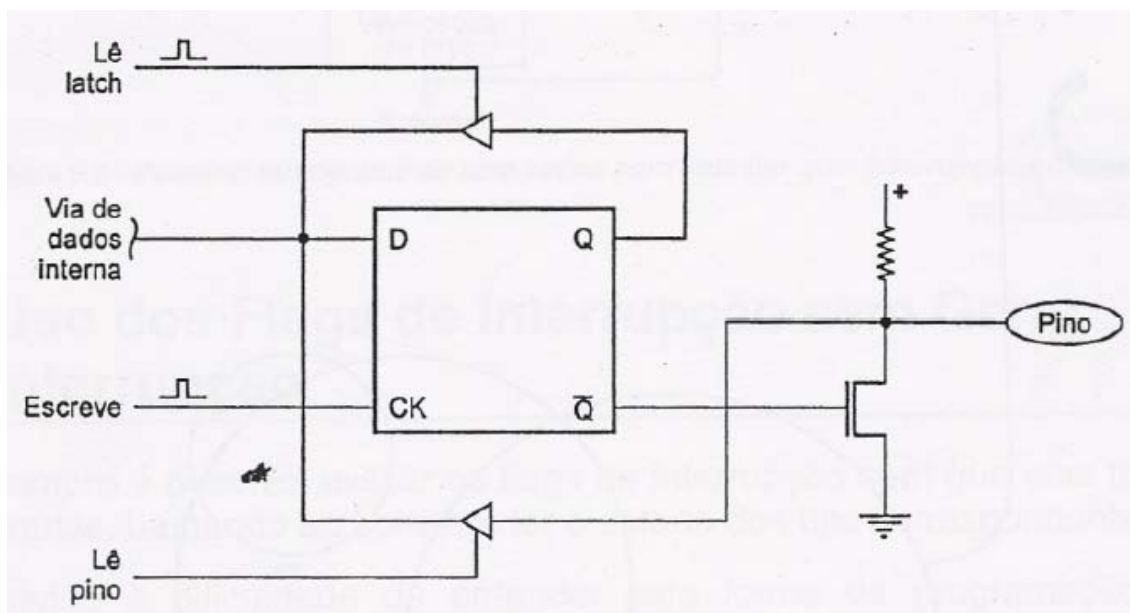 Lê
latch
Via de
dados
interna
D
Q
+
Pino
Escreve
CK
Q̅
Lê
pino